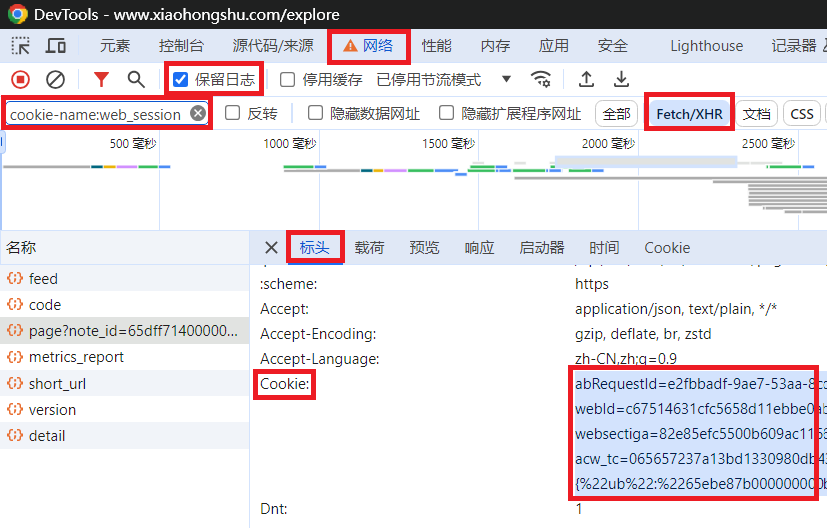 DevTools - www.xiaohongshu.com/explore
元素 控制台 源代码/来源 网络 性能 内存 应用 安全 Lighthouse 记录器
保留日志 停用缓存 已停用节流模式
cookie-name:web_session 反转 隐藏数据网址 隐藏扩展程序网址 全部 Fetch/XHR 文档 CSS
500 毫秒 1000 毫秒 1500 毫秒 2000 毫秒 2500 毫秒
名称 标头 载荷 预览 响应 启动器 时间 Cookie
feed
code
page?note_id=65dff71400000...
metrics_report
short_url
version
detail
:scheme: https
Accept: application/json, text/plain, */*
Accept-Encoding: gzip, deflate, br, zstd
Accept-Language: zh-CN,zh;q=0.9
Cookie: abRequestId=e2fbbadf-9ae7-53aa-8cc
webId=c67514631cfc5658d11ebbe0ab
websectiga=82e85efc5500b609ac1166
acw_tc=065657237a13bd1330980db4
{%22ub%22:%2265ebe87b00000000b
Dnt: 1